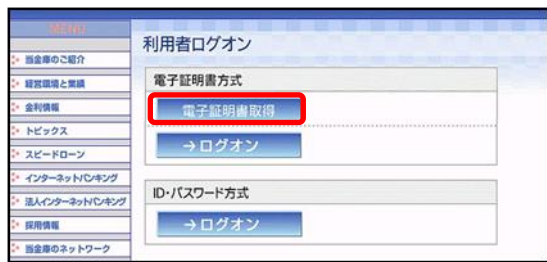 MENU
当金庫のご紹介
経営環境と業績
金利情報
トピックス
スピードローン
インターネットバンキング
法人インターネットバンキング
採用情報
当金庫のネットワーク
利用者ログオン
電子証明書方式
電子証明書取得
→ログオン
ID・パスワード方式
→ログオン